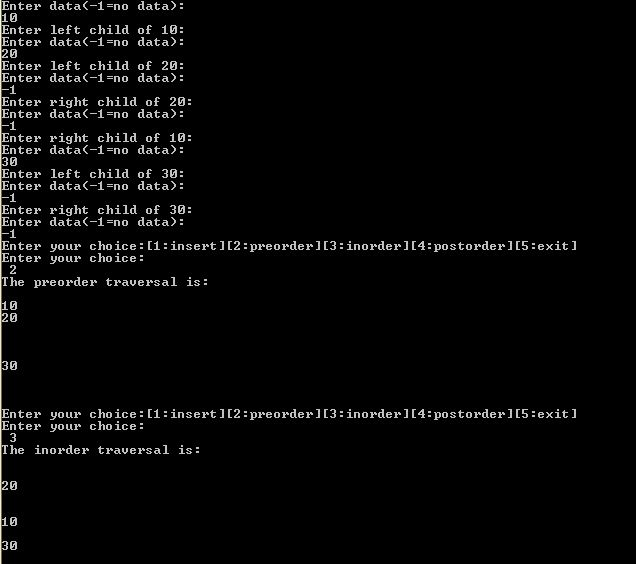 Enter data(-1=no data):
10
Enter left child of 10:
Enter data(-1=no data):
20
Enter left child of 20:
Enter data(-1=no data):
-1
Enter right child of 20:
Enter data(-1=no data):
-1
Enter right child of 10:
Enter data(-1=no data):
30
Enter left child of 30:
Enter data(-1=no data):
-1
Enter right child of 30:
Enter data(-1=no data):
-1
Enter your choice:[1:insert][2:preorder][3:inorder][4:postorder][5:exit]
Enter your choice:
2
The preorder traversal is:
10
20
30
Enter your choice:[1:insert][2:preorder][3:inorder][4:postorder][5:exit]
Enter your choice:
3
The inorder traversal is:
20
10
30